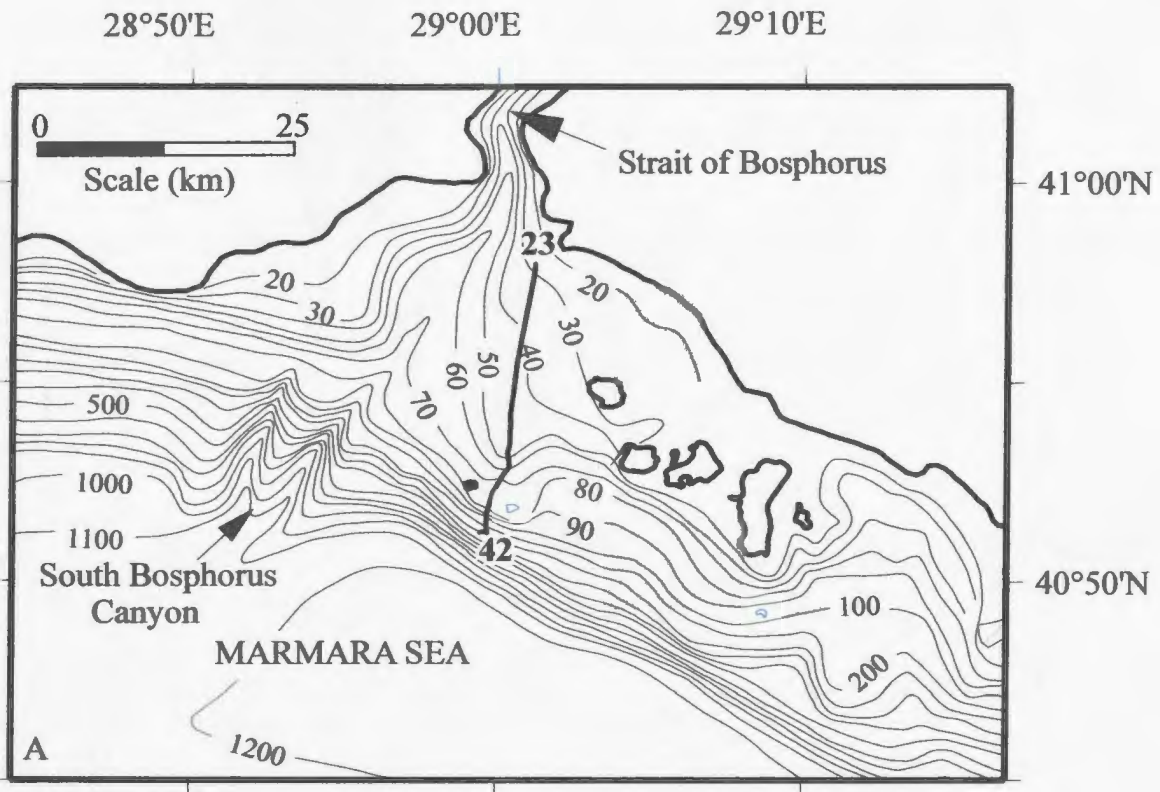 28°50'E 29°00'E 29°10'E
0 25
Scale (km)
Strait of Bosphorus
41°00'N
23
20
20
30
30
40
50
60
70
500
80
1000
90
1100
42
South Bosphorus
Canyon
40°50'N
100
MARMARA SEA
200
A
1200